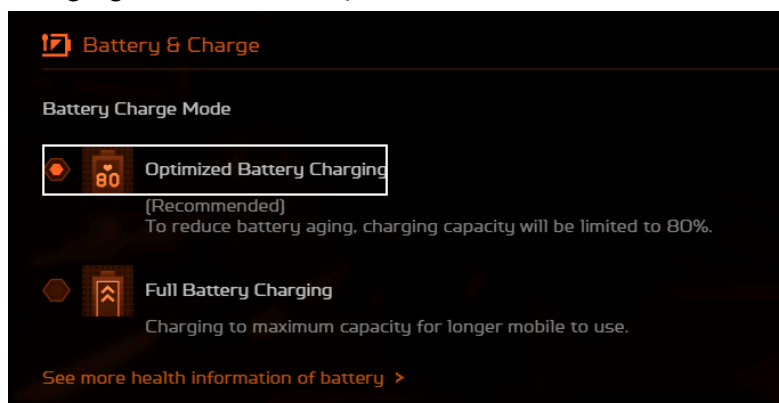 Battery & Charge
Battery Charge Mode
80
Optimized Battery Charging
(Recommended)
To reduce battery aging, charging capacity will be limited to 80%.
Full Battery Charging
Charging to maximum capacity for longer mobile to use.
See more health information of battery >